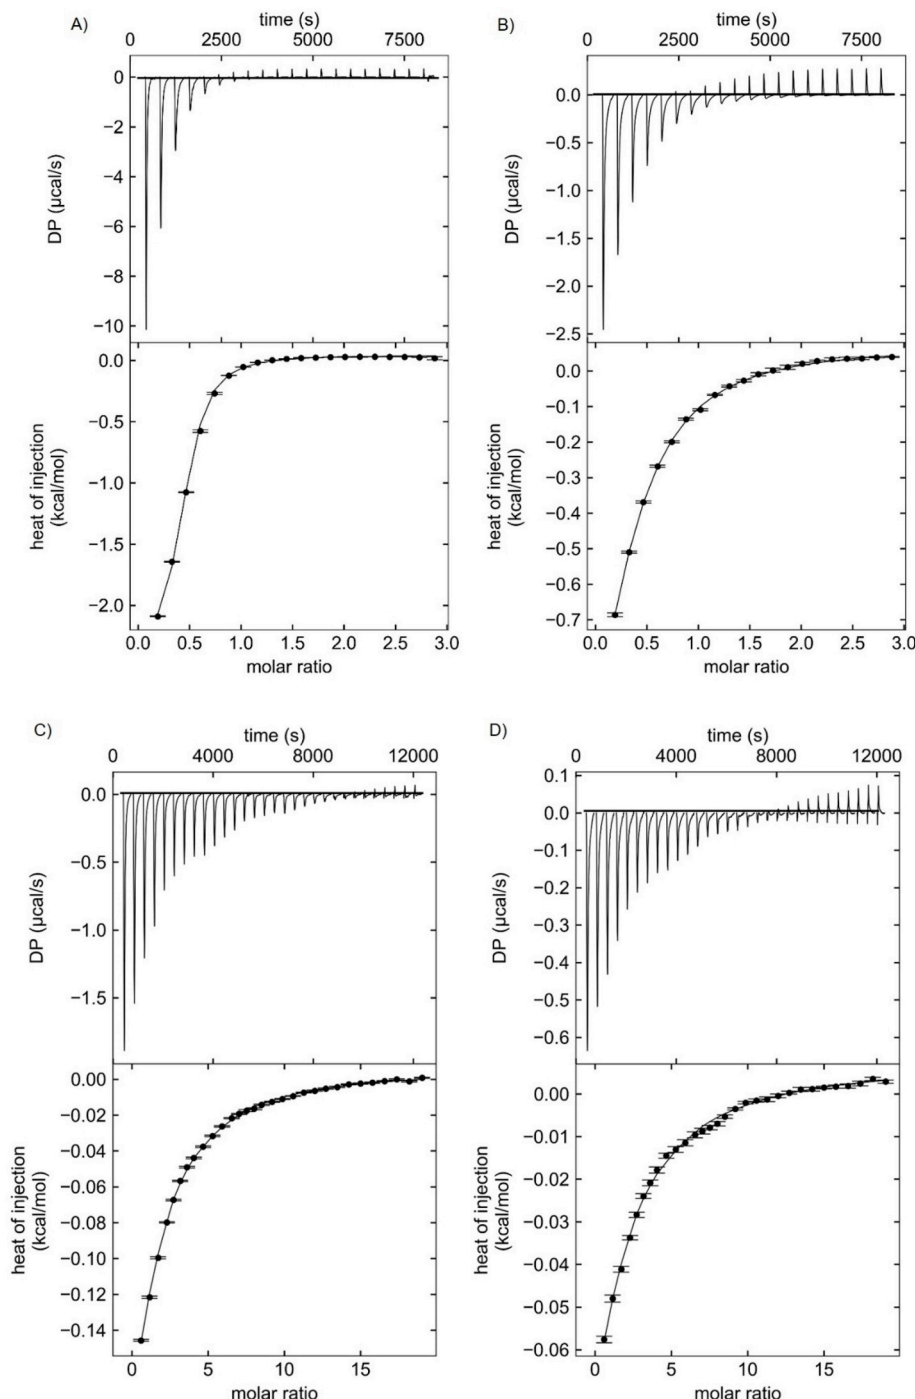 A)
time (s)
0 2500 5000 7500
0
−2
−4
−6
−8
−10
DP (μcal/s)
0.0
−0.5
−1.0
−1.5
−2.0
heat of injection
(kcal/mol)
0.0 0.5 1.0 1.5 2.0 2.5 3.0
molar ratio
B)
time (s)
0 2500 5000 7500
0.0
−0.5
−1.0
−1.5
−2.0
−2.5
DP (μcal/s)
0.0
−0.1
−0.2
−0.3
−0.4
−0.5
−0.6
−0.7
heat of injection
(kcal/mol)
0.0 0.5 1.0 1.5 2.0 2.5 3.0
molar ratio
C)
time (s)
0 4000 8000 12000
0.0
−0.5
−1.0
−1.5
DP (μcal/s)
0.00
−0.02
−0.04
−0.06
−0.08
−0.10
−0.12
−0.14
heat of injection
(kcal/mol)
0 5 10 15
molar ratio
D)
time (s)
0 4000 8000 12000
0.1
0.0
−0.1
−0.2
−0.3
−0.4
−0.5
−0.6
DP (μcal/s)
0.00
−0.01
−0.02
−0.03
−0.04
−0.05
−0.06
heat of injection
(kcal/mol)
0 5 10 15
molar ratio